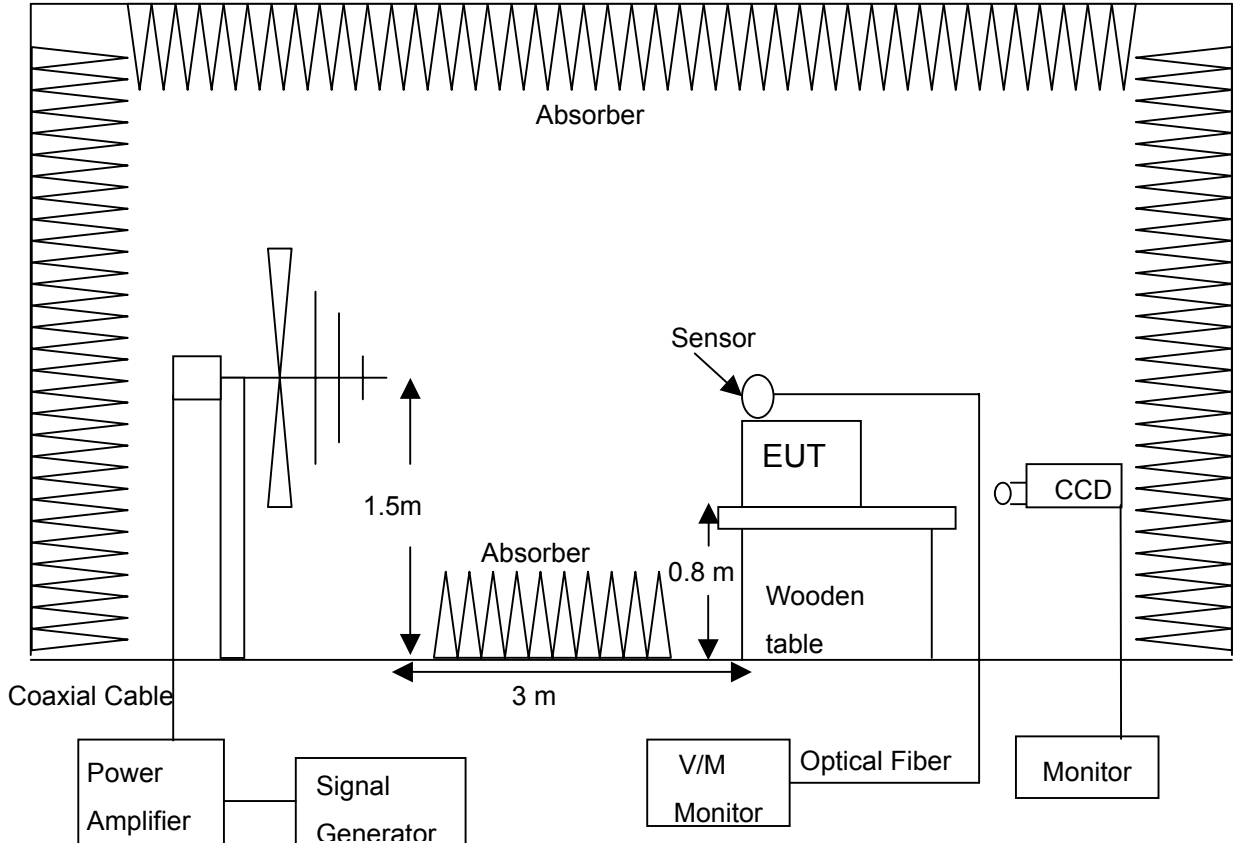 Absorber
Sensor
EUT
CCD
1.5m
Absorber
0.8 m
Wooden
table
Coaxial Cable
3 m
Power
Amplifier
Signal
Generator
V/M
Monitor
Optical Fiber
Monitor